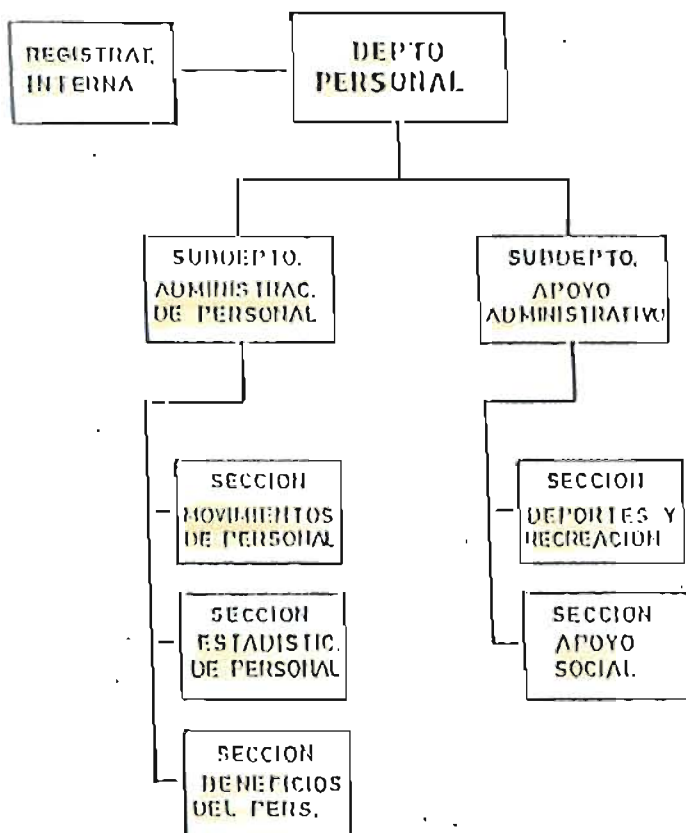 REGISTRAT.
INTERNA
DEPTO
PERSONAL
SUBDEPTO.
ADMINISTRAC.
DE PERSONAL
SUBDEPTO.
APOYO
ADMINISTRATIVO
SECCION
MOVIMIENTOS
DE PERSONAL
SECCION
ESTADISTIC.
DE PERSONAL
SECCION
BENEFICIOS
DEL PERS.
SECCION
DEPORTES Y
RECREACION
SECCION
APOYO
SOCIAL.